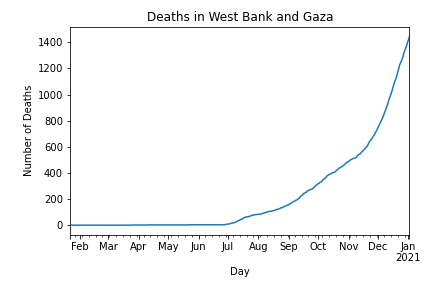 Deaths in West Bank and Gaza
Number of Deaths
1400
1200
1000
800
600
400
200
0
Feb Mar Apr May Jun Jul Aug Sep Oct Nov Dec Jan
2021
Day